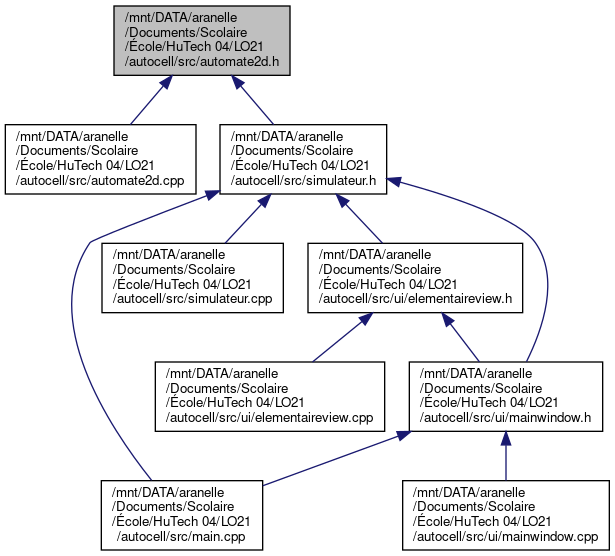 /mnt/DATA/aranelle
/Documents/Scolaire
/École/HuTech 04/LO21
/autocell/src/automate2d.h
/mnt/DATA/aranelle
/Documents/Scolaire
/École/HuTech 04/LO21
/autocell/src/automate2d.cpp
/mnt/DATA/aranelle
/Documents/Scolaire
/École/HuTech 04/LO21
/autocell/src/simulateur.h
/mnt/DATA/aranelle
/Documents/Scolaire
/École/HuTech 04/LO21
/autocell/src/simulateur.cpp
/mnt/DATA/aranelle
/Documents/Scolaire
/École/HuTech 04/LO21
/autocell/src/ui/elementaireview.h
/mnt/DATA/aranelle
/Documents/Scolaire
/École/HuTech 04/LO21
/autocell/src/ui/elementaireview.cpp
/mnt/DATA/aranelle
/Documents/Scolaire
/École/HuTech 04/LO21
/autocell/src/ui/mainwindow.h
/mnt/DATA/aranelle
/Documents/Scolaire
/École/HuTech 04/LO21
/autocell/src/main.cpp
/mnt/DATA/aranelle
/Documents/Scolaire
/École/HuTech 04/LO21
/autocell/src/ui/mainwindow.cpp